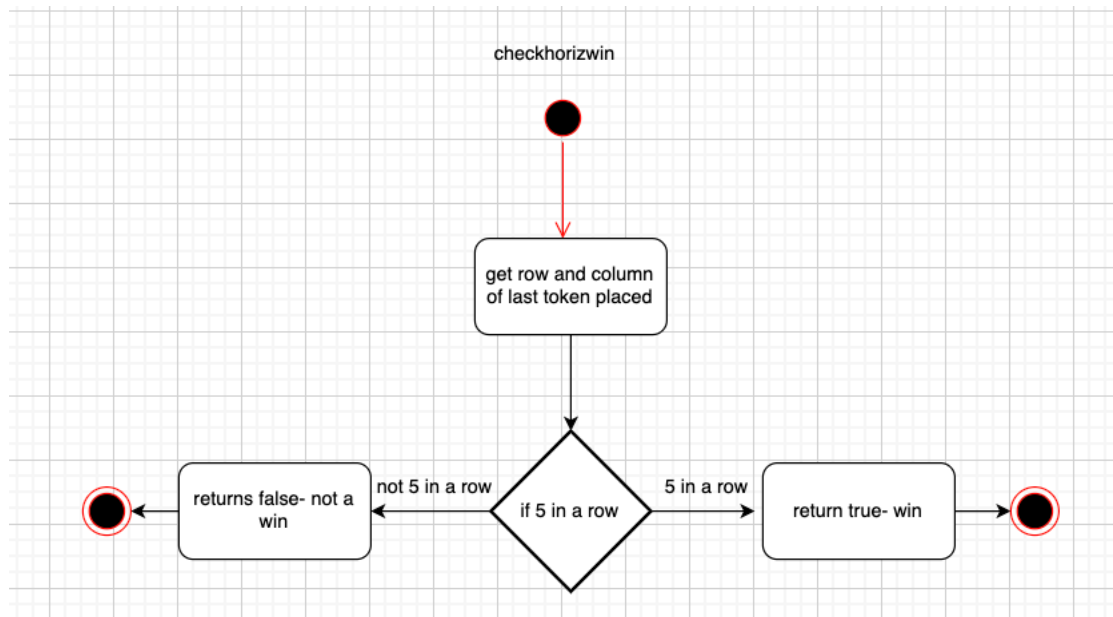 checkhorizwin
get row and column
of last token placed
returns false- not a
win
not 5 in a row
if 5 in a row
5 in a row
return true- win